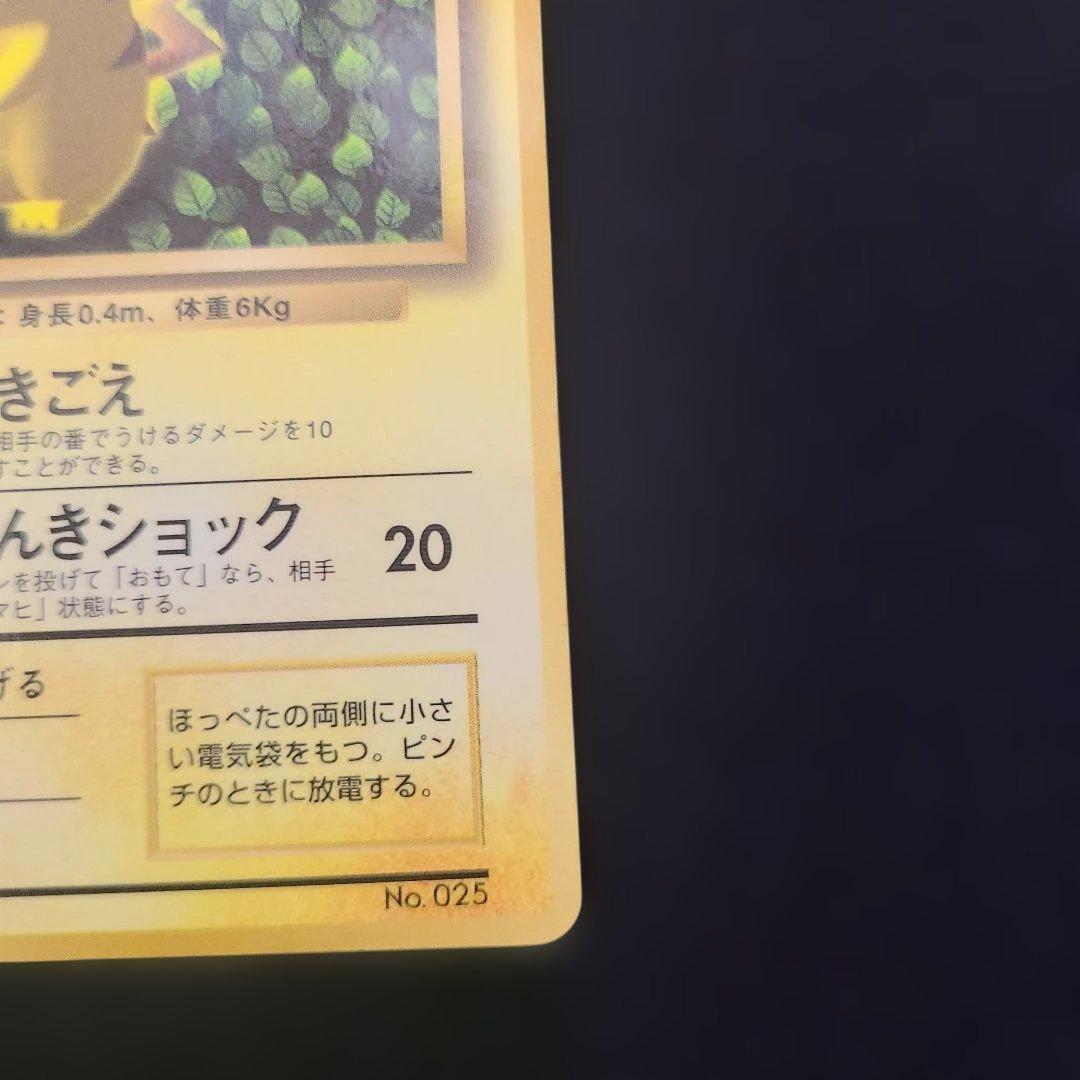 : 身長0.4m、体重6Kg
きごえ
相手の番でうけるダメージを10
すことができる。
んきショック 20
ンを投げて「おもて」なら、相手
マヒ」状態にする。
げる
ほっぺたの両側に小さ
い電気袋をもつ。ピン
チのときに放電する。
No. 025